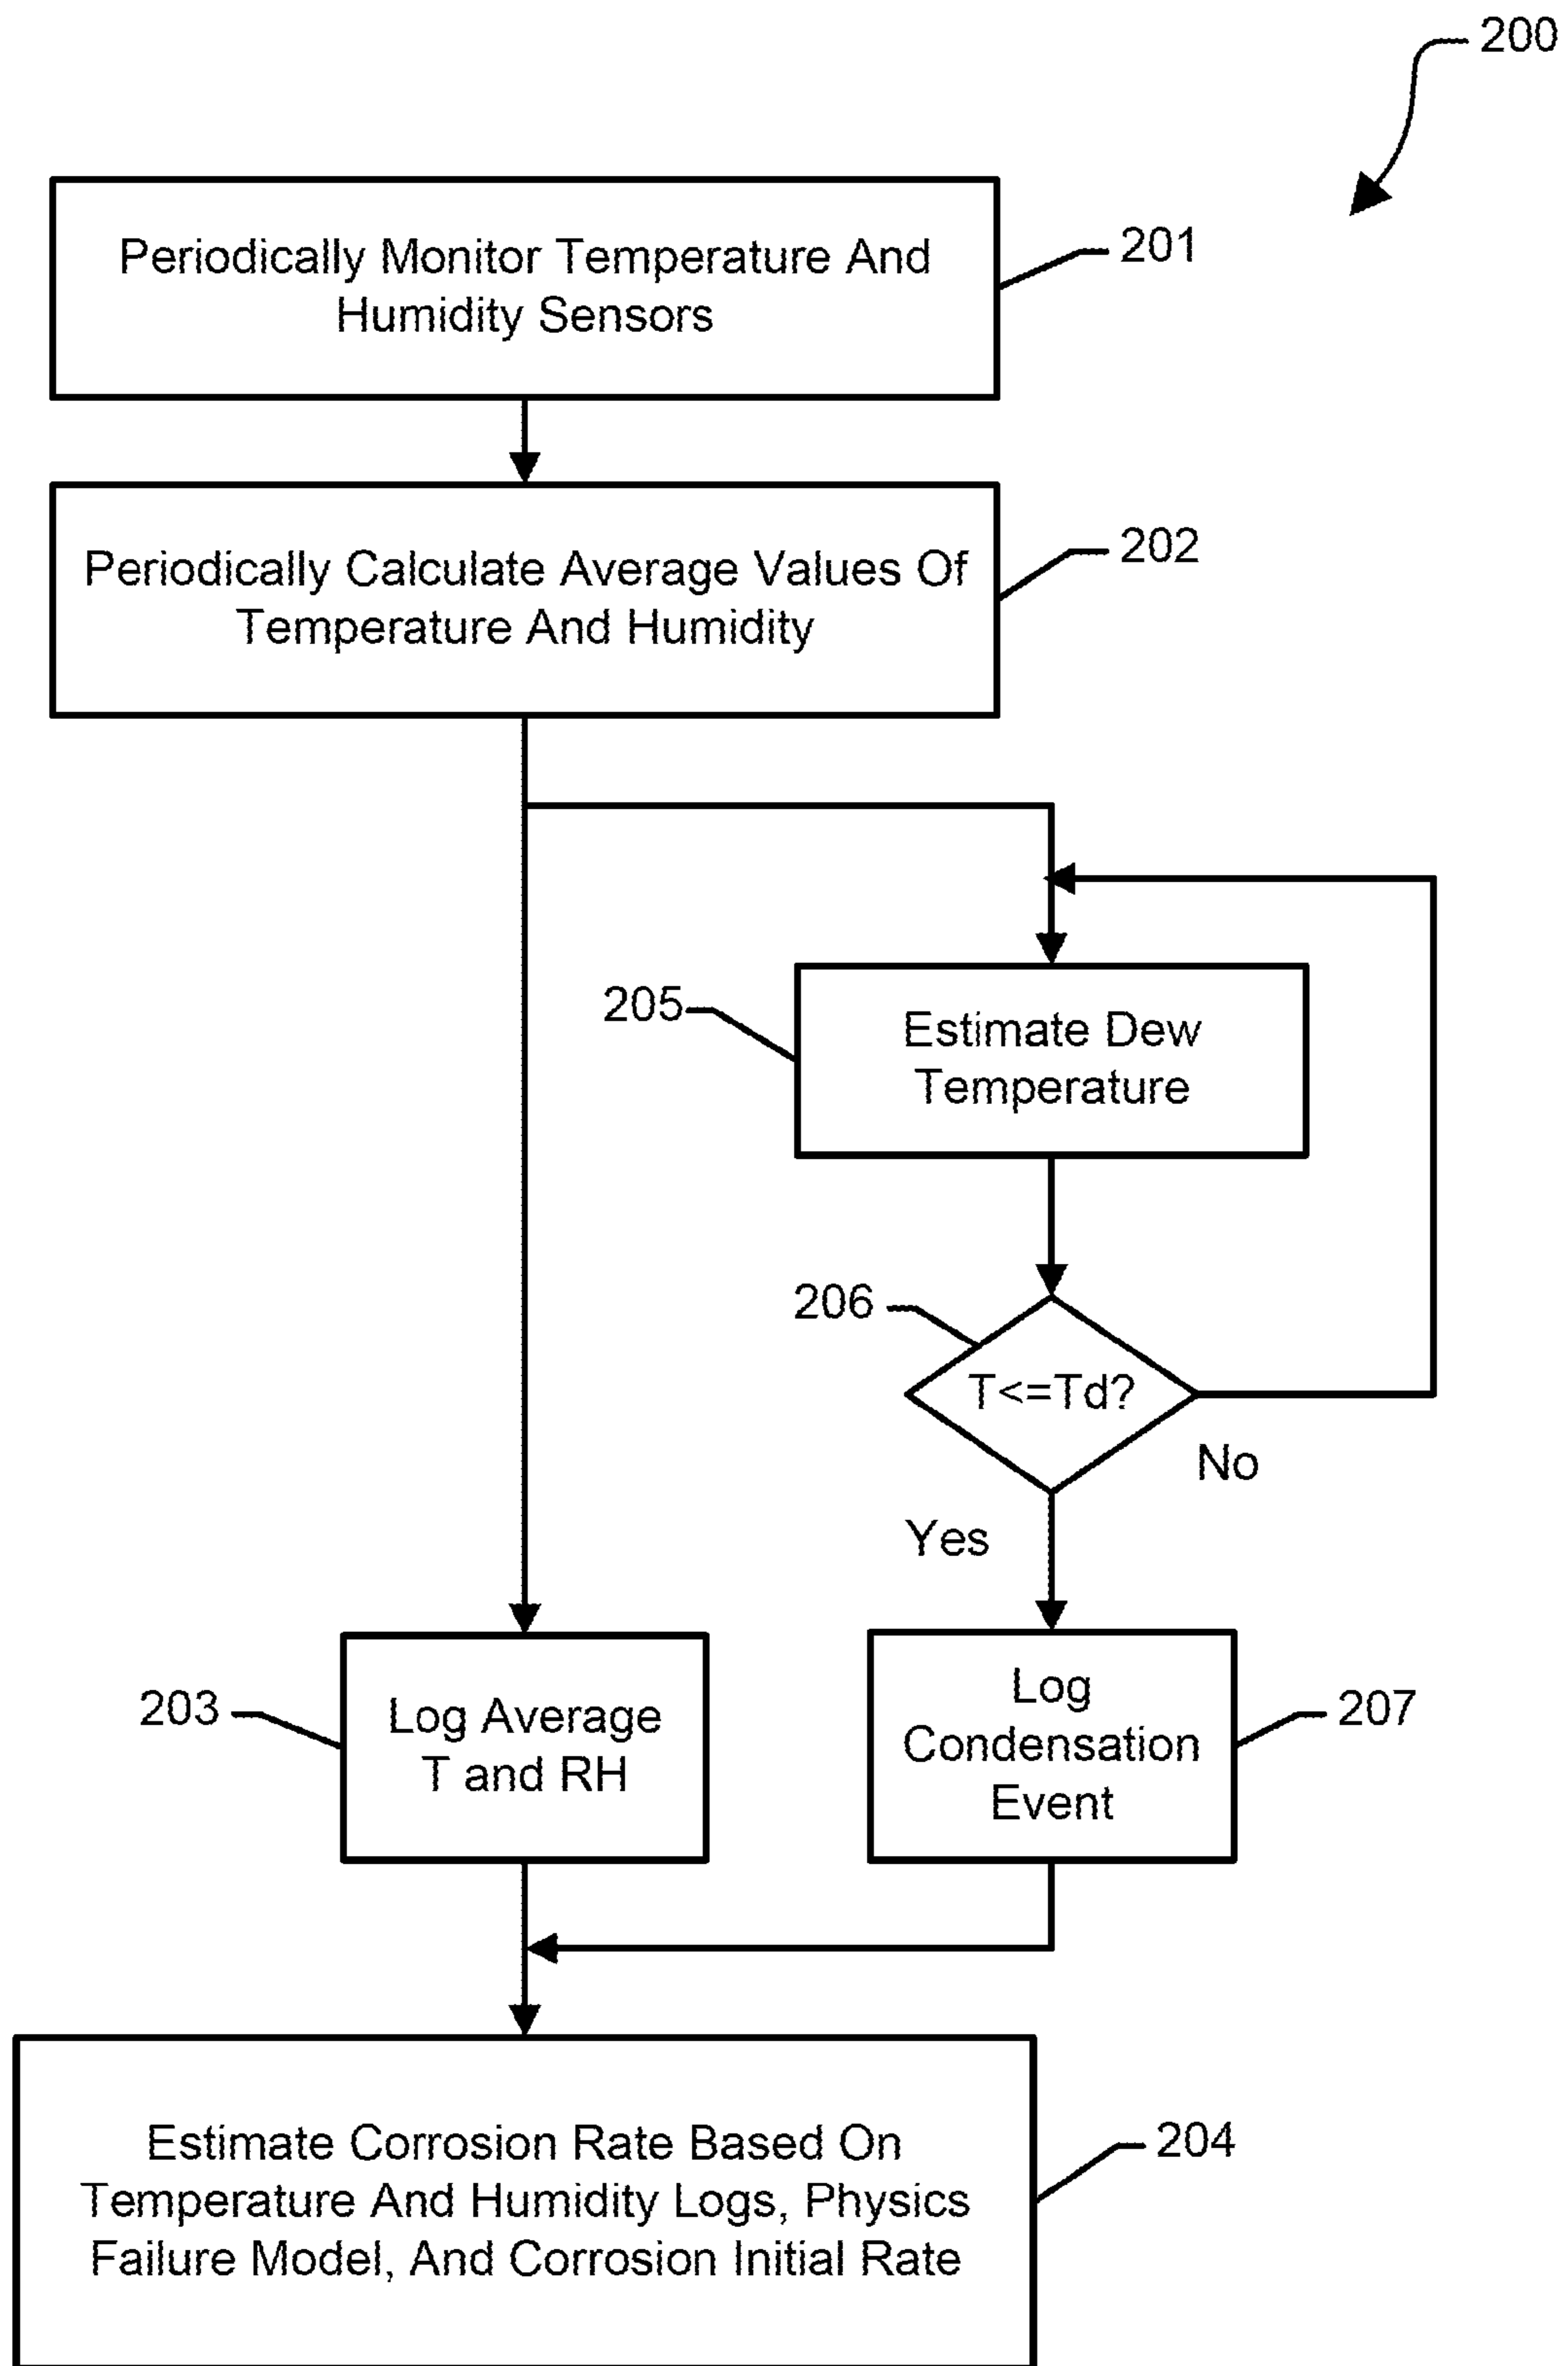 200
Periodically Monitor Temperature And
Humidity Sensors
201
Periodically Calculate Average Values Of
Temperature And Humidity
202
205
Estimate Dew
Temperature
206
T<=Td?
No
Yes
203
Log Average
T and RH
Log
Condensation
Event
207
Estimate Corrosion Rate Based On
Temperature And Humidity Logs, Physics
Failure Model, And Corrosion Initial Rate
204